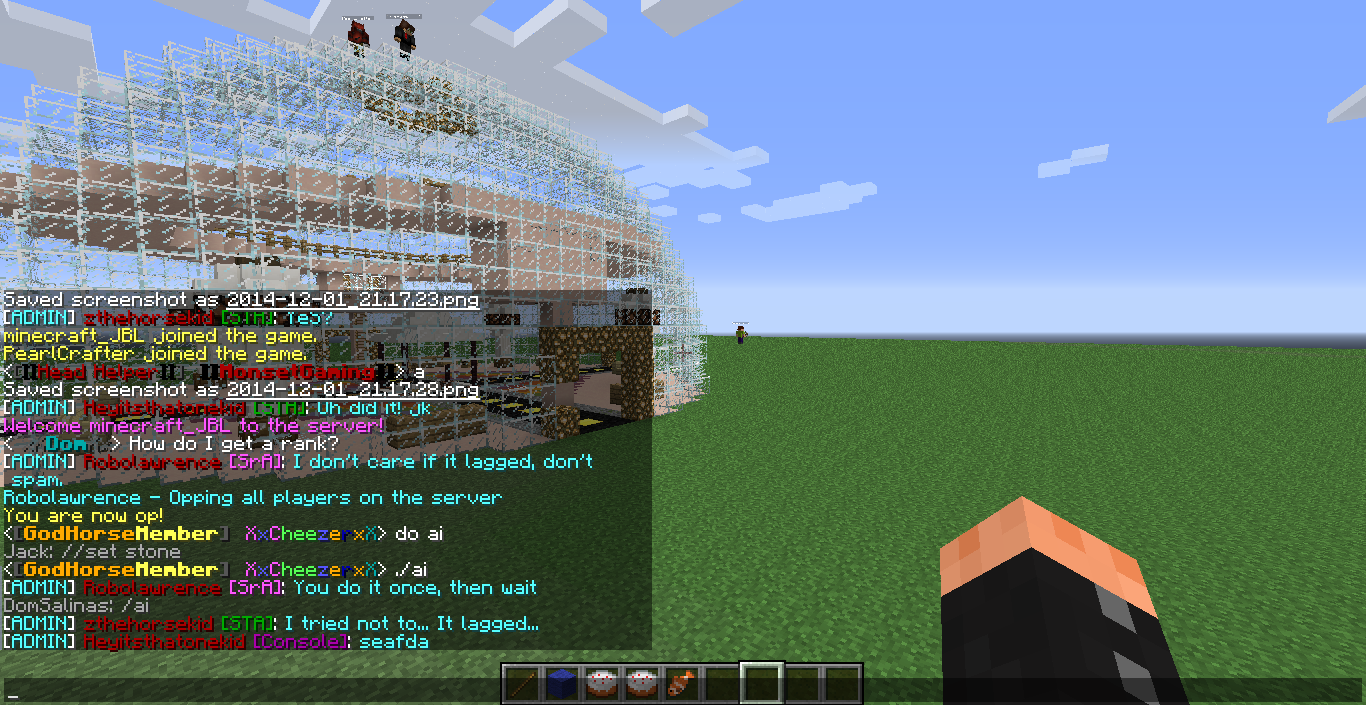 Saved screenshot as 2014-12-01_21.17.23.png
[ADMIN] zthehorsekid [STA]: Yes?
minecraft_JBL joined the game.
PearlCrafter joined the game.
Head Helper MonsetGaming > a
Saved screenshot as 2014-12-01_21.17.28.png
[ADMIN] Heyitsthatonekid [STA]: Uh did it! jk
Welcome minecraft_JBL to the server!
< Dom > How do I get a rank?
[ADMIN] Robolawrence [SrA]: I don't care if it lagged, don't
spam.
Robolawrence - Opping all players on the server
You are now op!
<[GodHorseMember] XxCheezerxX> do ai
Jack: //set stone
<[GodHorseMember] XxCheezerxX> ./ai
[ADMIN] Robolawrence [SrA]: You do it once, then wait
DomSalinas: /ai
[ADMIN] zthehorsekid [STA]: I tried not to... It lagged...
[ADMIN] Heyitsthatonekid [Console]: seafda
_